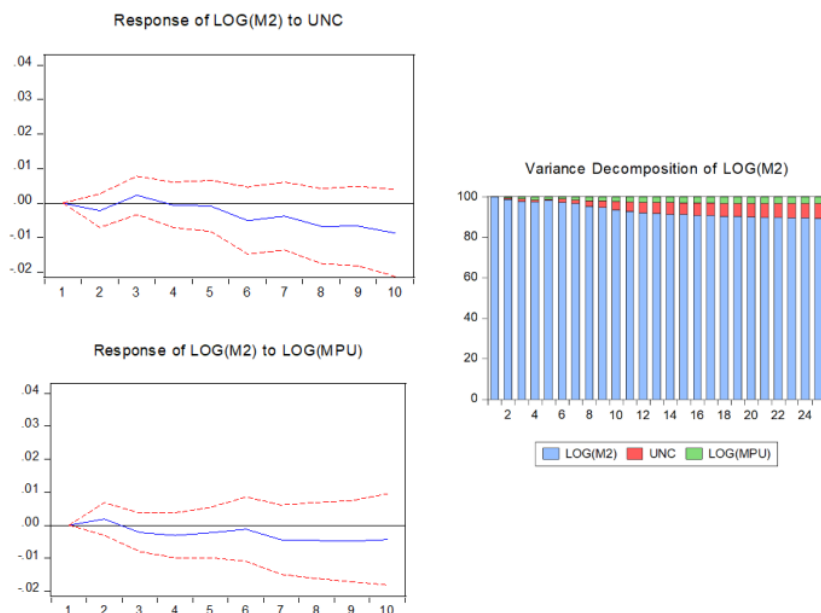 Response of LOG(M2) to UNC
.04
.03
.02
.01
.00
-.01
-.02
1 2 3 4 5 6 7 8 9 10
Response of LOG(M2) to LOG(MPU)
.04
.03
.02
.01
.00
-.01
-.02
1 2 3 4 5 6 7 8 9 10
Variance Decomposition of LOG(M2)
100
80
60
40
20
0
2 4 6 8 10 12 14 16 18 20 22 24
LOG(M2) UNC LOG(MPU)